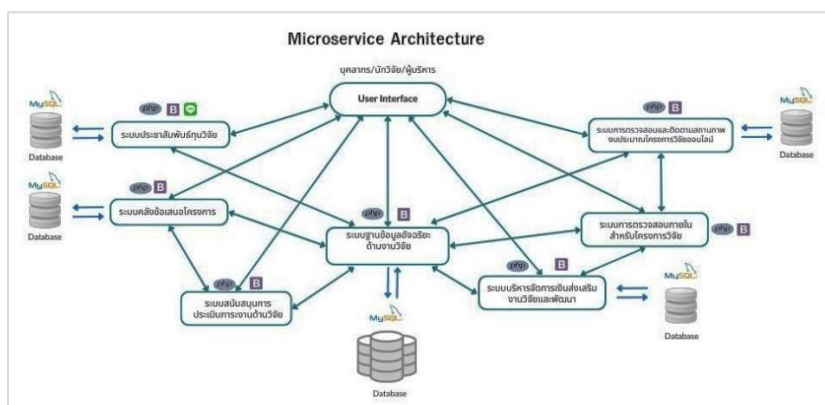 Microservice Architecture
บุคลากร/นักวิจัย/ผู้บริหาร
User Interface
MySQL
Database
php B
ระบบประชาสัมพันธ์ทุนวิจัย
php B
ระบบการตรวจสอบและติดตามสถานภาพ
งบประมาณโครงการวิจัยออนไลน์
MySQL
Database
MySQL
Database
php B
ระบบคลังข้อเสนอโครงการ
php B
ระบบฐานข้อมูลอัจฉริยะ
ด้านงานวิจัย
ระบบการตรวจสอบภายใน
สำหรับโครงการวิจัย
php B
php B
ระบบสนับสนุนการ
ประเมินภาระงานด้านวิจัย
php B
ระบบบริหารจัดการเงินส่งเสริม
งานวิจัยและพัฒนา
MySQL
Database
MySQL
Database